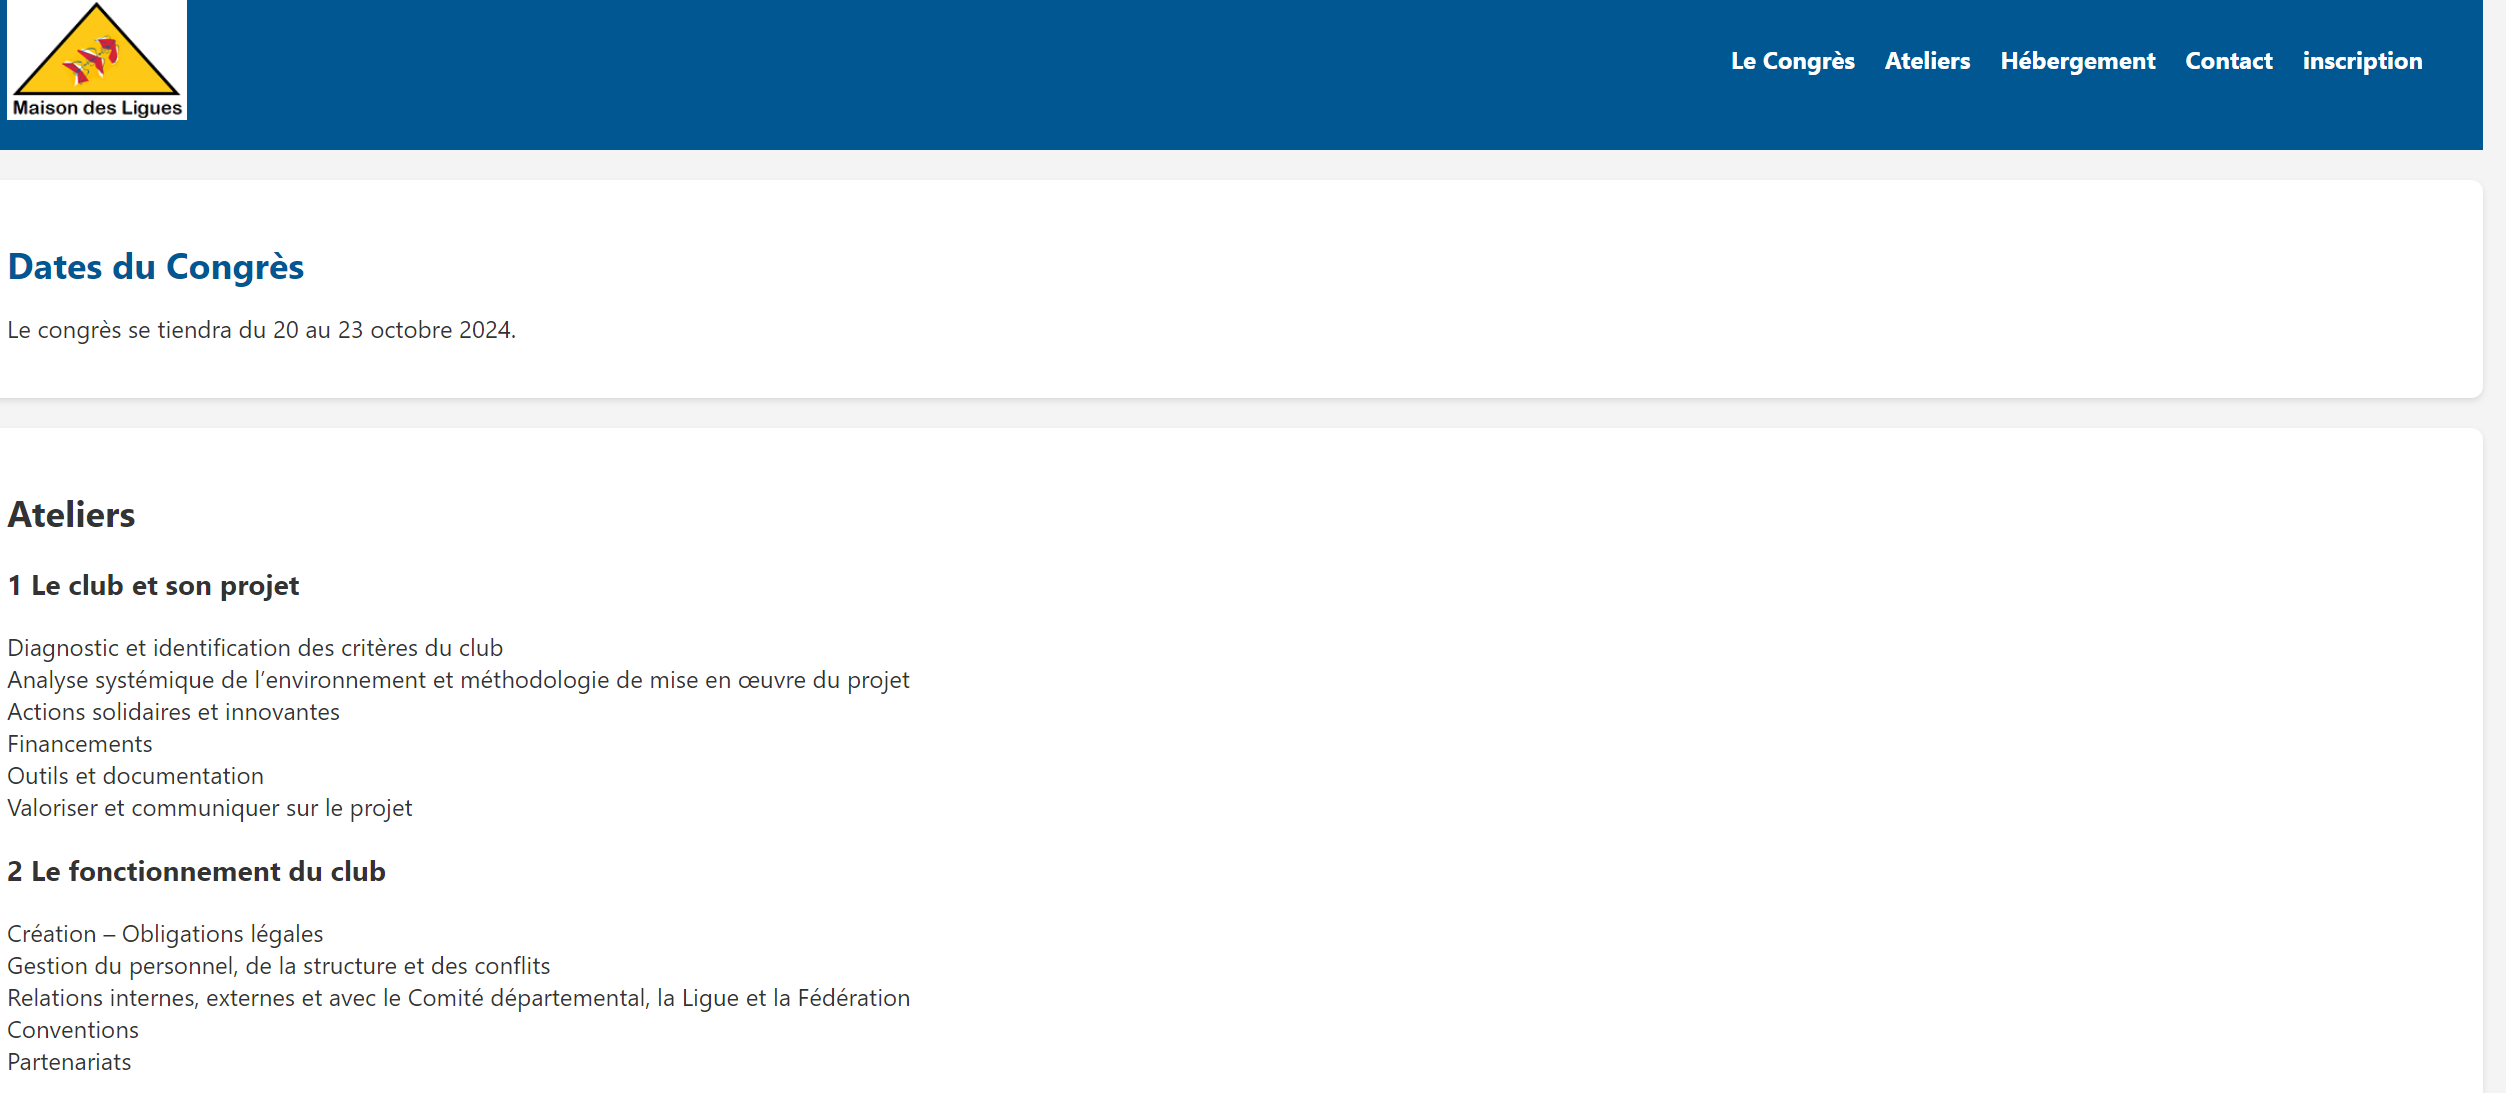 Maison des Ligues
Le Congrès Ateliers Hébergement Contact inscription
Dates du Congrès
Le congrès se tiendra du 20 au 23 octobre 2024.
Ateliers
1 Le club et son projet
Diagnostic et identification des critères du club
Analyse systémique de l’environnement et méthodologie de mise en œuvre du projet
Actions solidaires et innovantes
Financements
Outils et documentation
Valoriser et communiquer sur le projet
2 Le fonctionnement du club
Création – Obligations légales
Gestion du personnel, de la structure et des conflits
Relations internes, externes et avec le Comité départemental, la Ligue et la Fédération
Conventions
Partenariats